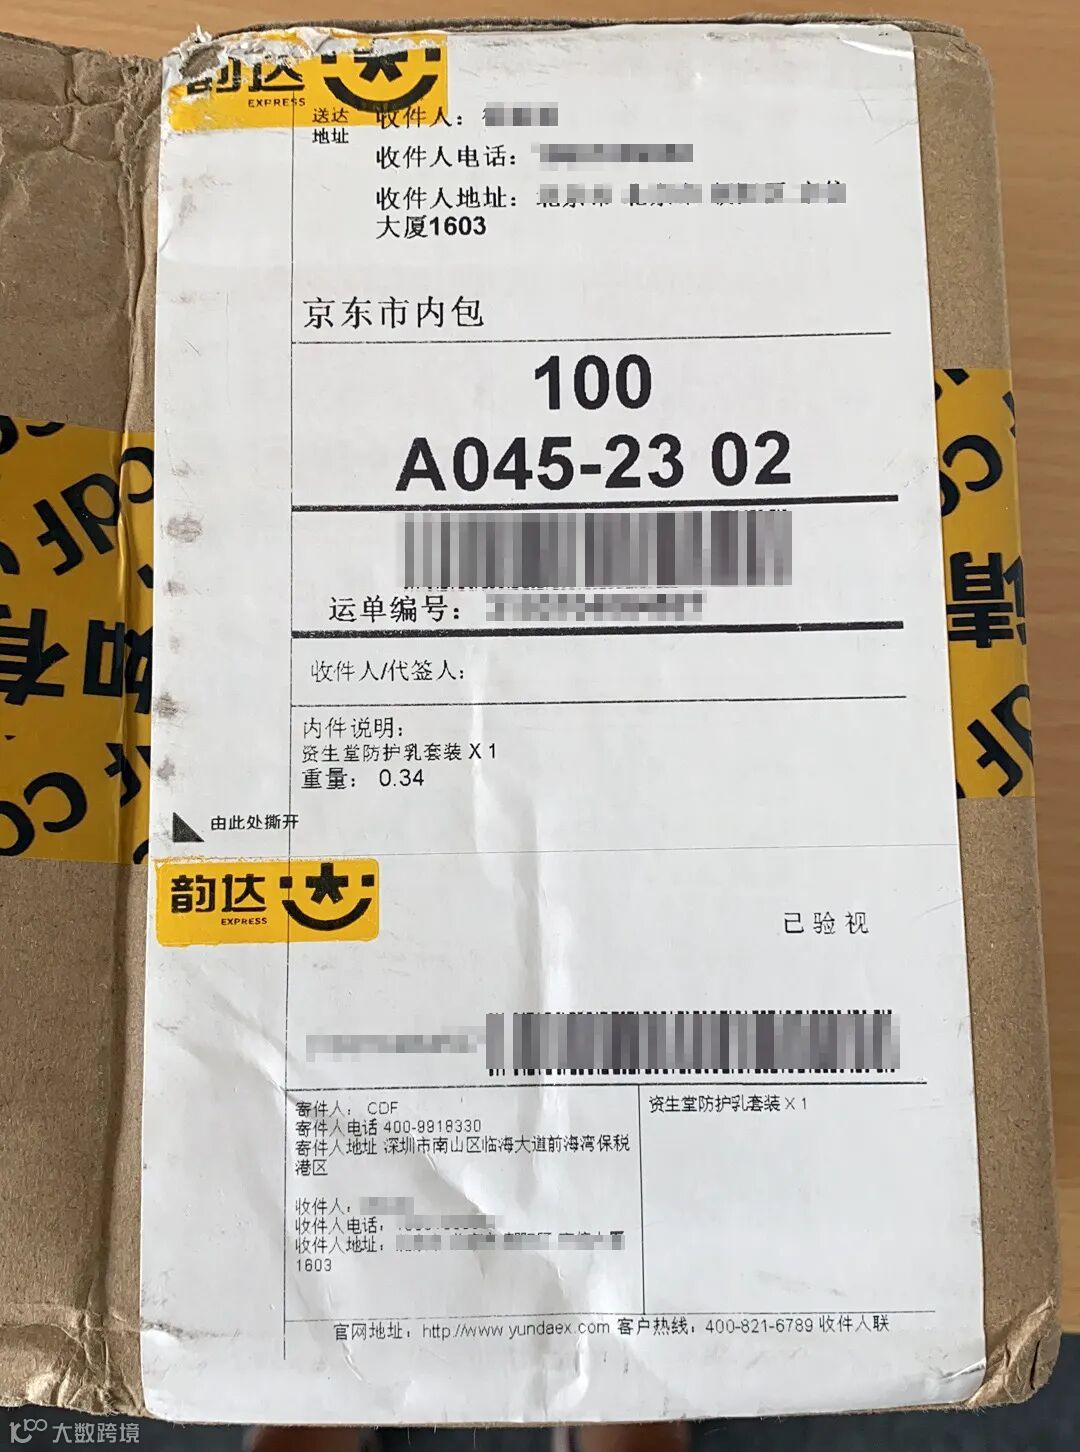 韵达
EXPRESS
送达
地址
收件人：
收件人电话：
收件人地址：
大厦1603
京东市内包
100
A045-23 02
运单编号：
收件人/代签人：
内件说明：
资生堂防护乳套装 X 1
重量： 0.34
由此处撕开
韵达
EXPRESS
已验视
寄件人： CDF
寄件人电话 400-9918330
寄件人地址 深圳市南山区临海大道前海湾保税
港区
收件人：
收件人电话：
收件人地址：
1603
资生堂防护乳套装 X 1
官网地址：http://www.yundaex.com 客户热线：400-821-6789 收件人联
如有
cdF
请
大数跨境